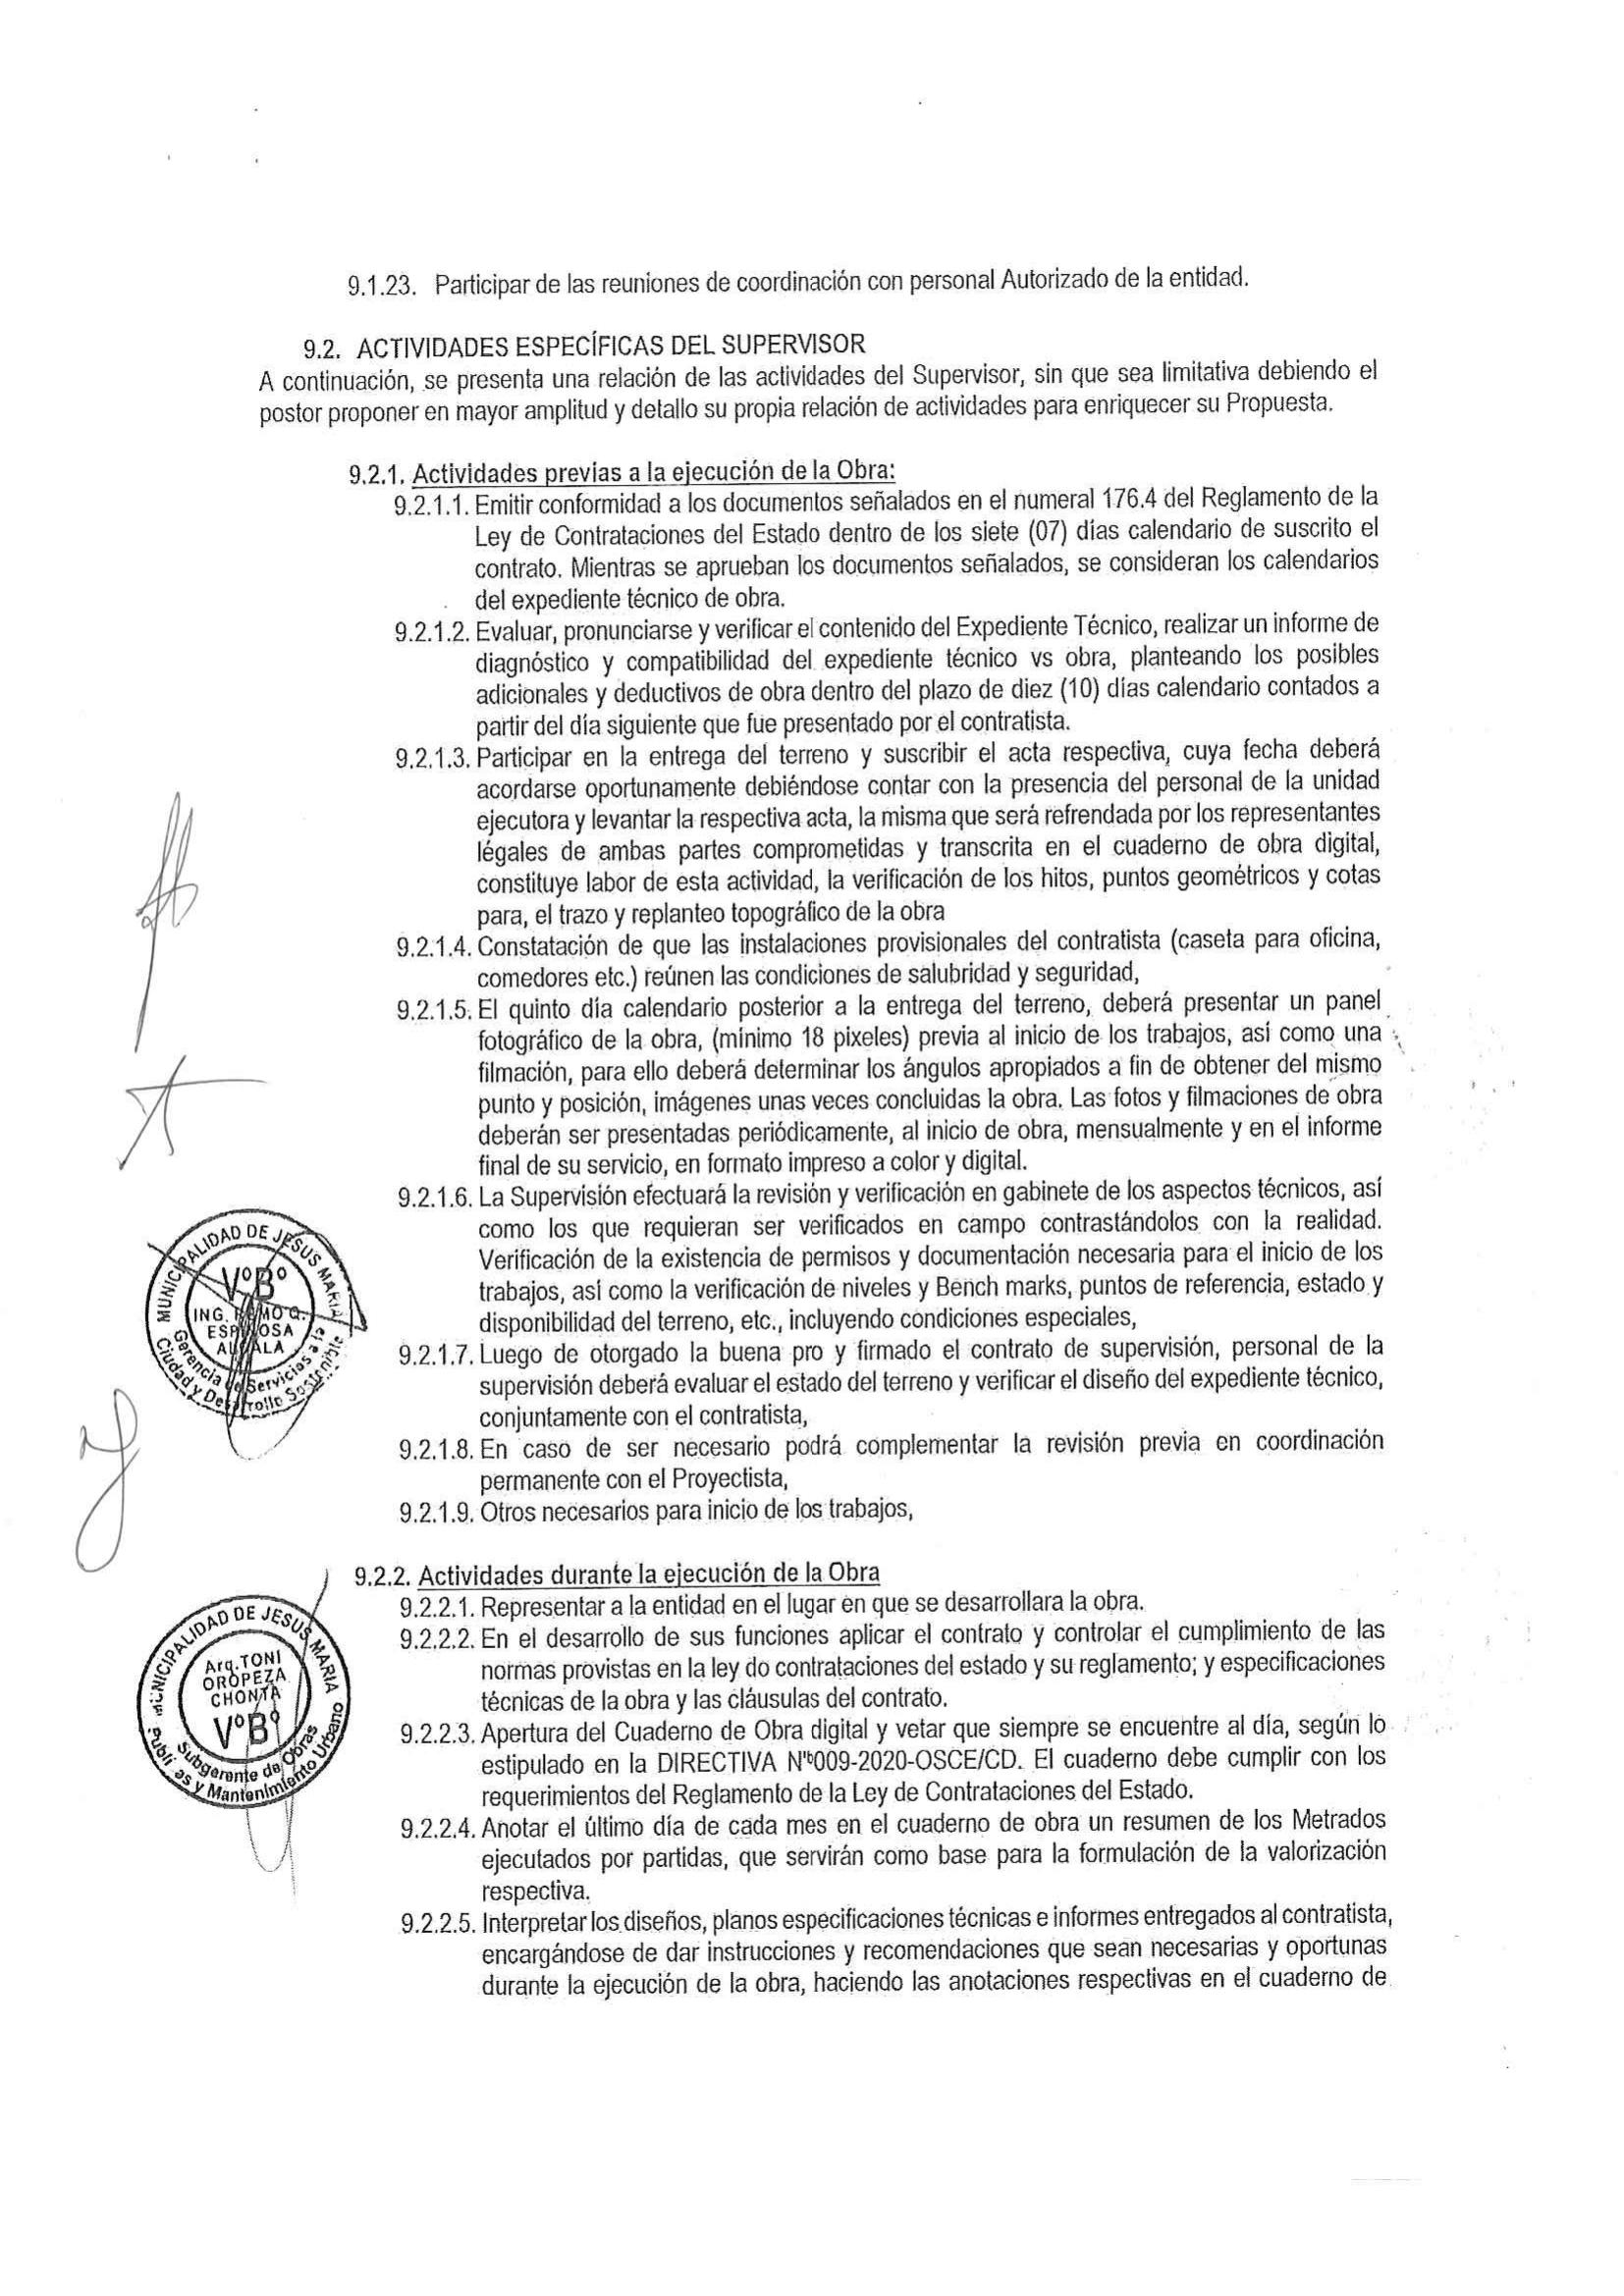 9.1.23. Participar de las reuniones de coordinación con personal Autorizado de la entidad.
9.2. ACTIVIDADES ESPECÍFICAS DEL SUPERVISOR
A continuación, se presenta una relación de las actividades del Supervisor, sin que sea limitativa debiendo el
postor proponer en mayor amplitud y detallo su propia relación de actividades para enriquecer su Propuesta.
9.2.1. Actividades previas a la ejecución de la Obra:
9.2.1.1. Emitir conformidad a los documentos señalados en el numeral 176.4 del Reglamento de la
Ley de Contrataciones del Estado dentro de los siete (07) días calendario de suscrito el
contrato. Mientras se aprueban los documentos señalados, se consideran los calendarios
del expediente técnico de obra.
9.2.1.2. Evaluar, pronunciarse y verificar el contenido del Expediente Técnico, realizar un informe de
diagnóstico y compatibilidad del expediente técnico vs obra, planteando los posibles
adicionales y deductivos de obra dentro del plazo de diez (10) días calendario contados a
partir del día siguiente que fue presentado por el contratista.
9.2.1.3. Participar en la entrega del terreno y suscribir el acta respectiva, cuya fecha deberá
acordarse oportunamente debiéndose contar con la presencia del personal de la unidad
ejecutora y levantar la respectiva acta, la misma que será refrendada por los representantes
légales de ambas partes comprometidas y transcrita en el cuaderno de obra digital,
constituye labor de esta actividad, la verificación de los hitos, puntos geométricos y cotas
para, el trazo y replanteo topográfico de la obra
9.2.1.4. Constatación de que las instalaciones provisionales del contratista (caseta para oficina,
comedores etc.) reúnen las condiciones de salubridad y seguridad,
9.2.1.5. El quinto día calendario posterior a la entrega del terreno, deberá presentar un panel
fotográfico de la obra, (mínimo 18 pixeles) previa al inicio de los trabajos, así como una
filmación, para ello deberá determinar los ángulos apropiados a fin de obtener del mismo
punto y posición, imágenes unas veces concluidas la obra. Las fotos y filmaciones de obra
deberán ser presentadas periódicamente, al inicio de obra, mensualmente y en el informe
final de su servicio, en formato impreso a color y digital.
9.2.1.6. La Supervisión efectuará la revisión y verificación en gabinete de los aspectos técnicos, así
como los que requieran ser verificados en campo contrastándolos con la realidad.
Verificación de la existencia de permisos y documentación necesaria para el inicio de los
trabajos, así como la verificación de niveles y Bench marks, puntos de referencia, estado y
disponibilidad del terreno, etc., incluyendo condiciones especiales,
9.2.1.7. Luego de otorgado la buena pro y firmado el contrato de supervisión, personal de la
supervisión deberá evaluar el estado del terreno y verificar el diseño del expediente técnico,
conjuntamente con el contratista,
9.2.1.8. En caso de ser necesario podrá complementar la revisión previa en coordinación
permanente con el Proyectista,
9.2.1.9. Otros necesarios para inicio de los trabajos,
MUNICIPALIDAD DE JESUS MARIA
VºBº
ING. Q.
ESPINOSA
Gerencia de Servicios a la
Ciudad y Desarrollo Sostenible
9.2.2. Actividades durante la ejecución de la Obra
9.2.2.1. Representar a la entidad en el lugar en que se desarrollara la obra.
9.2.2.2. En el desarrollo de sus funciones aplicar el contrato y controlar el cumplimiento de las
normas provistas en la ley do contrataciones del estado y su reglamento; y especificaciones
técnicas de la obra y las cláusulas del contrato.
9.2.2.3. Apertura del Cuaderno de Obra digital y vetar que siempre se encuentre al día, según lo
estipulado en la DIRECTIVA N°009-2020-OSCE/CD. El cuaderno debe cumplir con los
requerimientos del Reglamento de la Ley de Contrataciones del Estado.
9.2.2.4. Anotar el último día de cada mes en el cuaderno de obra un resumen de los Metrados
ejecutados por partidas, que servirán como base para la formulación de la valorización
respectiva.
9.2.2.5. Interpretar los diseños, planos especificaciones técnicas e informes entregados al contratista,
encargándose de dar instrucciones y recomendaciones que sean necesarias y oportunas
durante la ejecución de la obra, haciendo las anotaciones respectivas en el cuaderno de
MUNICIPALIDAD DE JESUS MARIA
Arq. TONI
OROPEZA
CHONTA
VºBº
Subgerente de Obras
Publicas y Mantenimiento Urbano